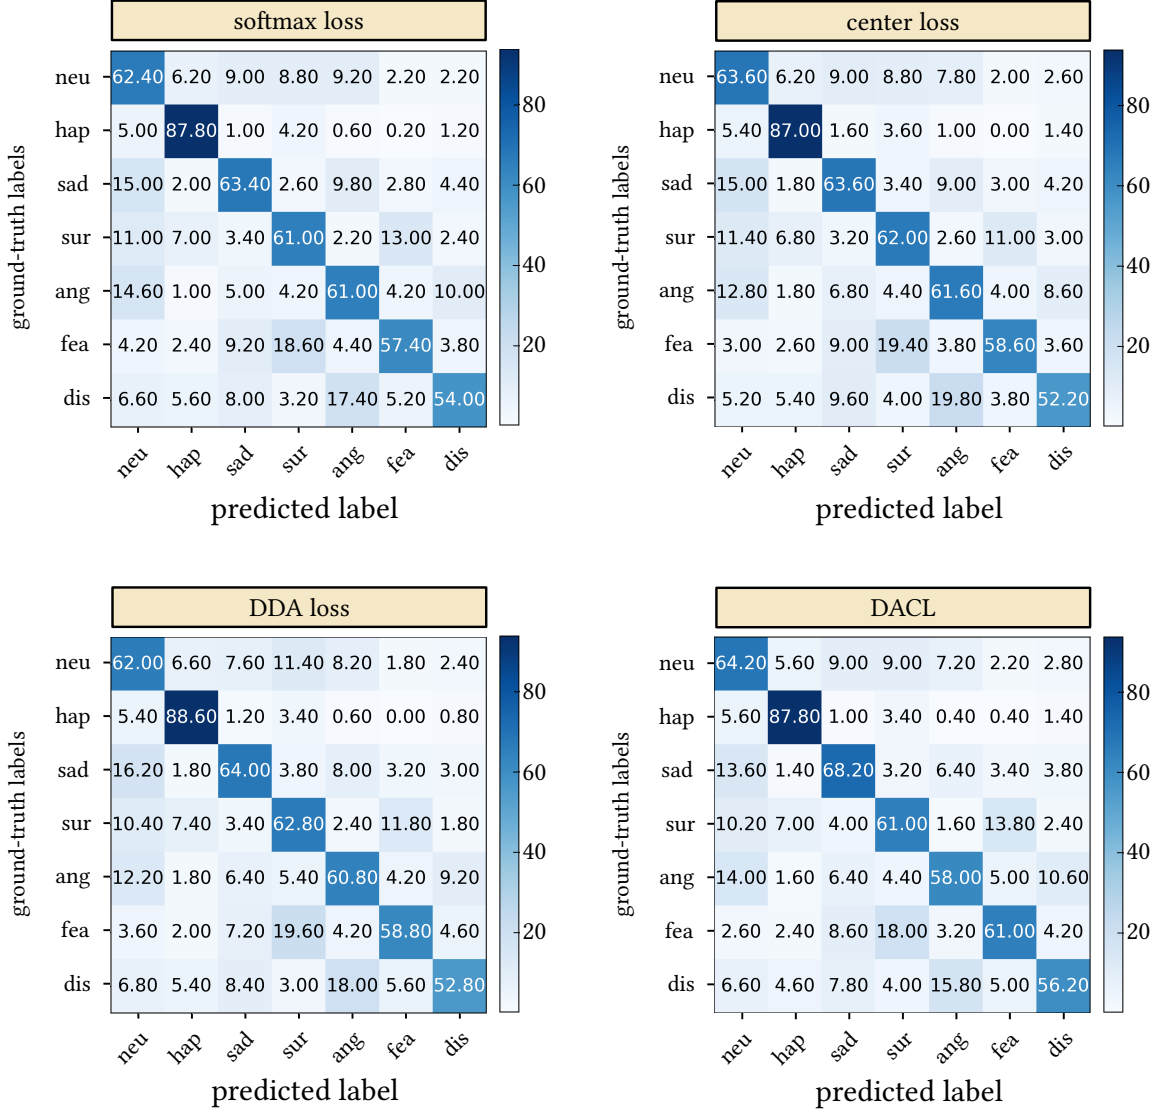 softmax loss
ground-truth labels
neu 62.40 6.20 9.00 8.80 9.20 2.20 2.20
hap 5.00 87.80 1.00 4.20 0.60 0.20 1.20
sad 15.00 2.00 63.40 2.60 9.80 2.80 4.40
sur 11.00 7.00 3.40 61.00 2.20 13.00 2.40
ang 14.60 1.00 5.00 4.20 61.00 4.20 10.00
fea 4.20 2.40 9.20 18.60 4.40 57.40 3.80
dis 6.60 5.60 8.00 3.20 17.40 5.20 54.00
neu hap sad sur ang fea dis
predicted label
80
60
40
20
center loss
ground-truth labels
neu 63.60 6.20 9.00 8.80 7.80 2.00 2.60
hap 5.40 87.00 1.60 3.60 1.00 0.00 1.40
sad 15.00 1.80 63.60 3.40 9.00 3.00 4.20
sur 11.40 6.80 3.20 62.00 2.60 11.00 3.00
ang 12.80 1.80 6.80 4.40 61.60 4.00 8.60
fea 3.00 2.60 9.00 19.40 3.80 58.60 3.60
dis 5.20 5.40 9.60 4.00 19.80 3.80 52.20
neu hap sad sur ang fea dis
predicted label
80
60
40
20
DDA loss
ground-truth labels
neu 62.00 6.60 7.60 11.40 8.20 1.80 2.40
hap 5.40 88.60 1.20 3.40 0.60 0.00 0.80
sad 16.20 1.80 64.00 3.80 8.00 3.20 3.00
sur 10.40 7.40 3.40 62.80 2.40 11.80 1.80
ang 12.20 1.80 6.40 5.40 60.80 4.20 9.20
fea 3.60 2.00 7.20 19.60 4.20 58.80 4.60
dis 6.80 5.40 8.40 3.00 18.00 5.60 52.80
neu hap sad sur ang fea dis
predicted label
80
60
40
20
DACL
ground-truth labels
neu 64.20 5.60 9.00 9.00 7.20 2.20 2.80
hap 5.60 87.80 1.00 3.40 0.40 0.40 1.40
sad 13.60 1.40 68.20 3.20 6.40 3.40 3.80
sur 10.20 7.00 4.00 61.00 1.60 13.80 2.40
ang 14.00 1.60 6.40 4.40 58.00 5.00 10.60
fea 2.60 2.40 8.60 18.00 3.20 61.00 4.20
dis 6.60 4.60 7.80 4.00 15.80 5.00 56.20
neu hap sad sur ang fea dis
predicted label
80
60
40
20